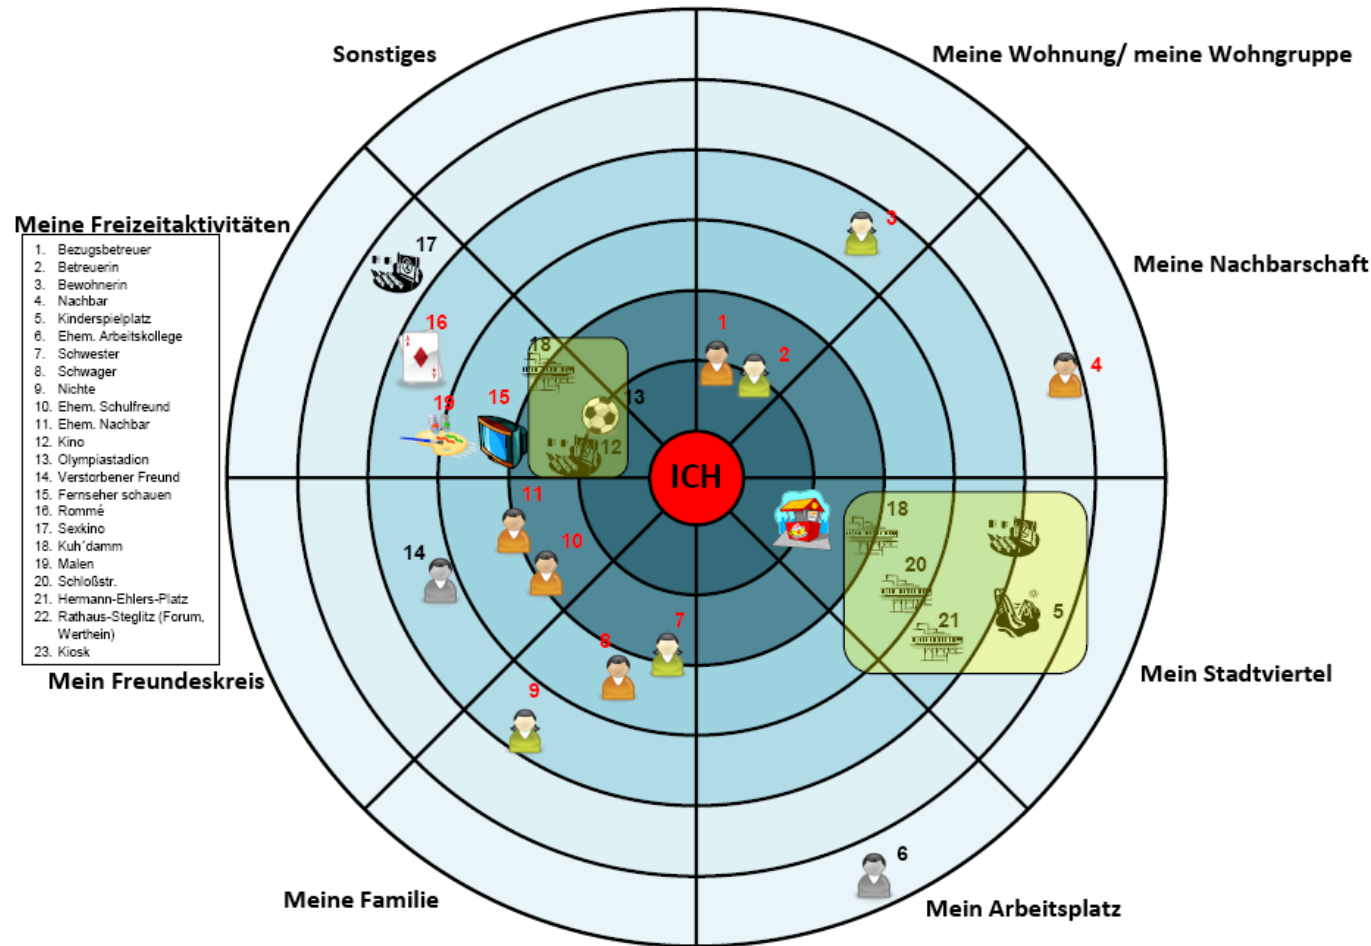 Sonstiges
Meine Wohnung/ meine Wohngruppe
Meine Freizeitaktivitäten
1. Bezugsbetreuer
2. Betreuerin
3. Bewohnerin
4. Nachbar
5. Kinderspielplatz
6. Ehem. Arbeitskollege
7. Schwester
8. Schwager
9. Nichte
10. Ehem. Schulfreund
11. Ehem. Nachbar
12. Kino
13. Olympiastadion
14. Verstorbener Freund
15. Fernseher schauen
16. Rommé
17. Sexkino
18. Kuh´damm
19. Malen
20. Schloßstr.
21. Hermann-Ehlers-Platz
22. Rathaus-Steglitz (Forum,
Werthein)
23. Kiosk
Meine Nachbarschaft
17
3
16
1
18
2
4
19
15
13
12
ICH
11
18
10
14
20
5
21
7
8
9
Mein Freundeskreis
Mein Stadtviertel
6
Meine Familie
Mein Arbeitsplatz